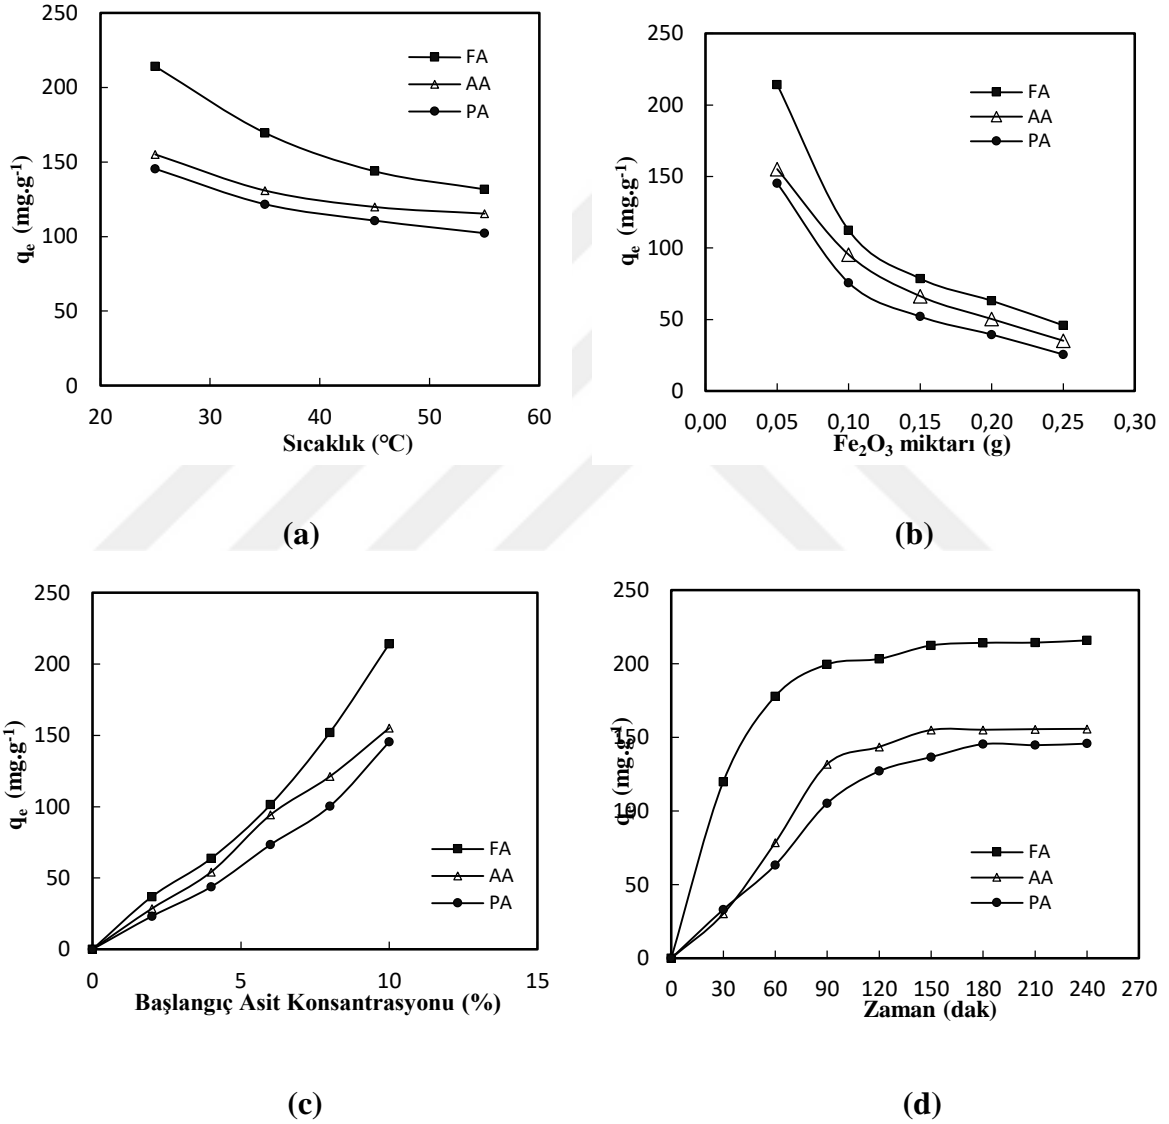 250
200
150
100
50
0
qe (mg.g-1)
FA
AA
PA
20 30 40 50 60
Sıcaklık (°C)
(a)
250
200
150
100
50
0
qe (mg.g-1)
FA
AA
PA
0,00 0,05 0,10 0,15 0,20 0,25 0,30
Fe2O3 miktarı (g)
(b)
250
200
150
100
50
0
qe (mg.g-1)
FA
AA
PA
0 5 10 15
Başlangıç Asit Konsantrasyonu (%)
(c)
250
200
150
100
50
0
qe (mg.g-1)
FA
AA
PA
0 30 60 90 120 150 180 210 240 270
Zaman (dak)
(d)